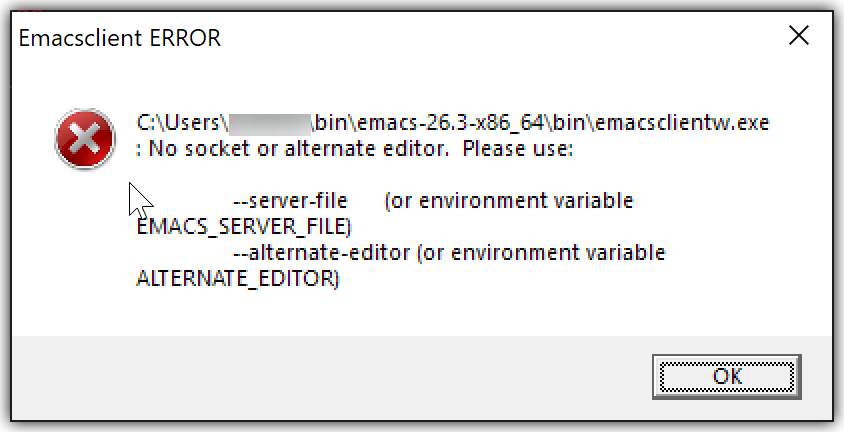 Emacsclient ERROR
C:\Users\ \bin\emacs-26.3-x86_64\bin\emacsclientw.exe
: No socket or alternate editor.  Please use:
--server-file      (or environment variable
EMACS_SERVER_FILE)
--alternate-editor (or environment variable
ALTERNATE_EDITOR)
OK